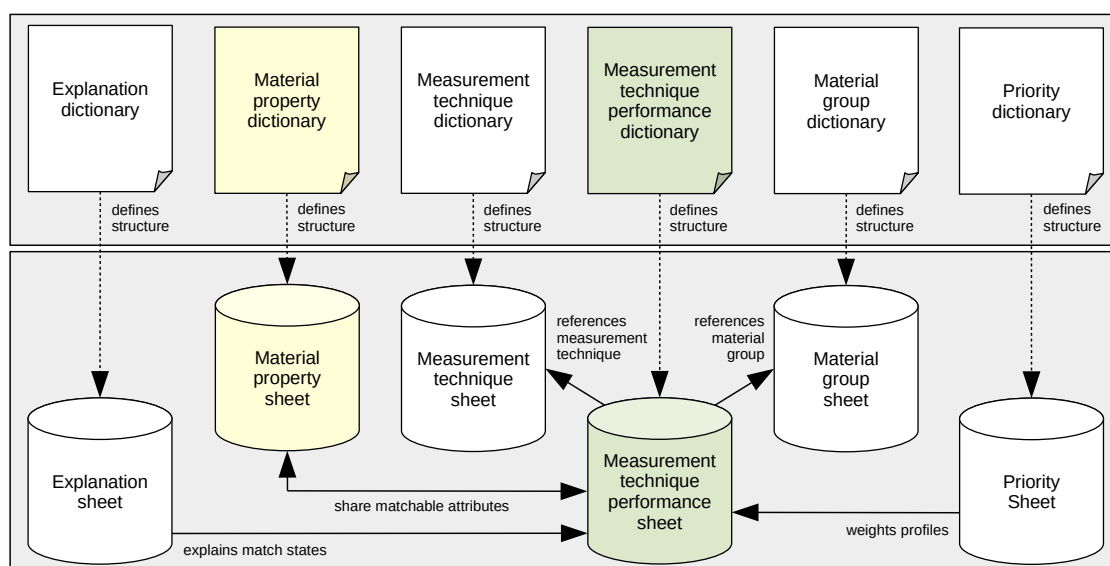 Explanation
dictionary
Material
property
dictionary
Measurement
technique
dictionary
Measurement
technique
performance
dictionary
Material
group
dictionary
Priority
dictionary
defines
structure
defines
structure
defines
structure
defines
structure
defines
structure
defines
structure
Material
property
sheet
Measurement
technique
sheet
references
measurement
technique
references
material
group
Material
group
sheet
Explanation
sheet
Measurement
technique
performance
sheet
Priority
Sheet
share matchable attributes
weights profiles
explains match states